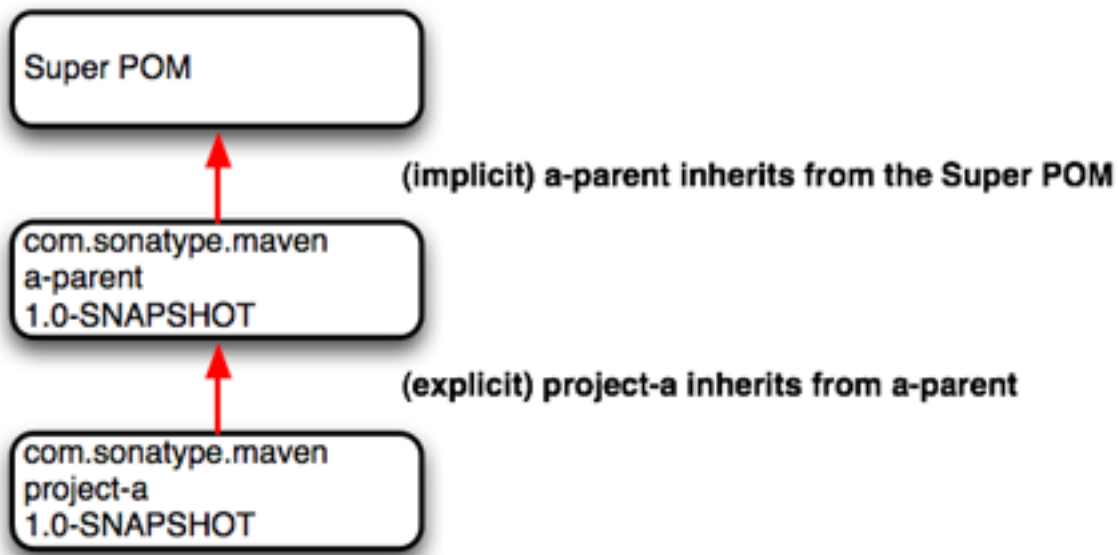 Super POM
(implicit) a-parent inherits from the Super POM
com.sonatype.maven
a-parent
1.0-SNAPSHOT
(explicit) project-a inherits from a-parent
com.sonatype.maven
project-a
1.0-SNAPSHOT